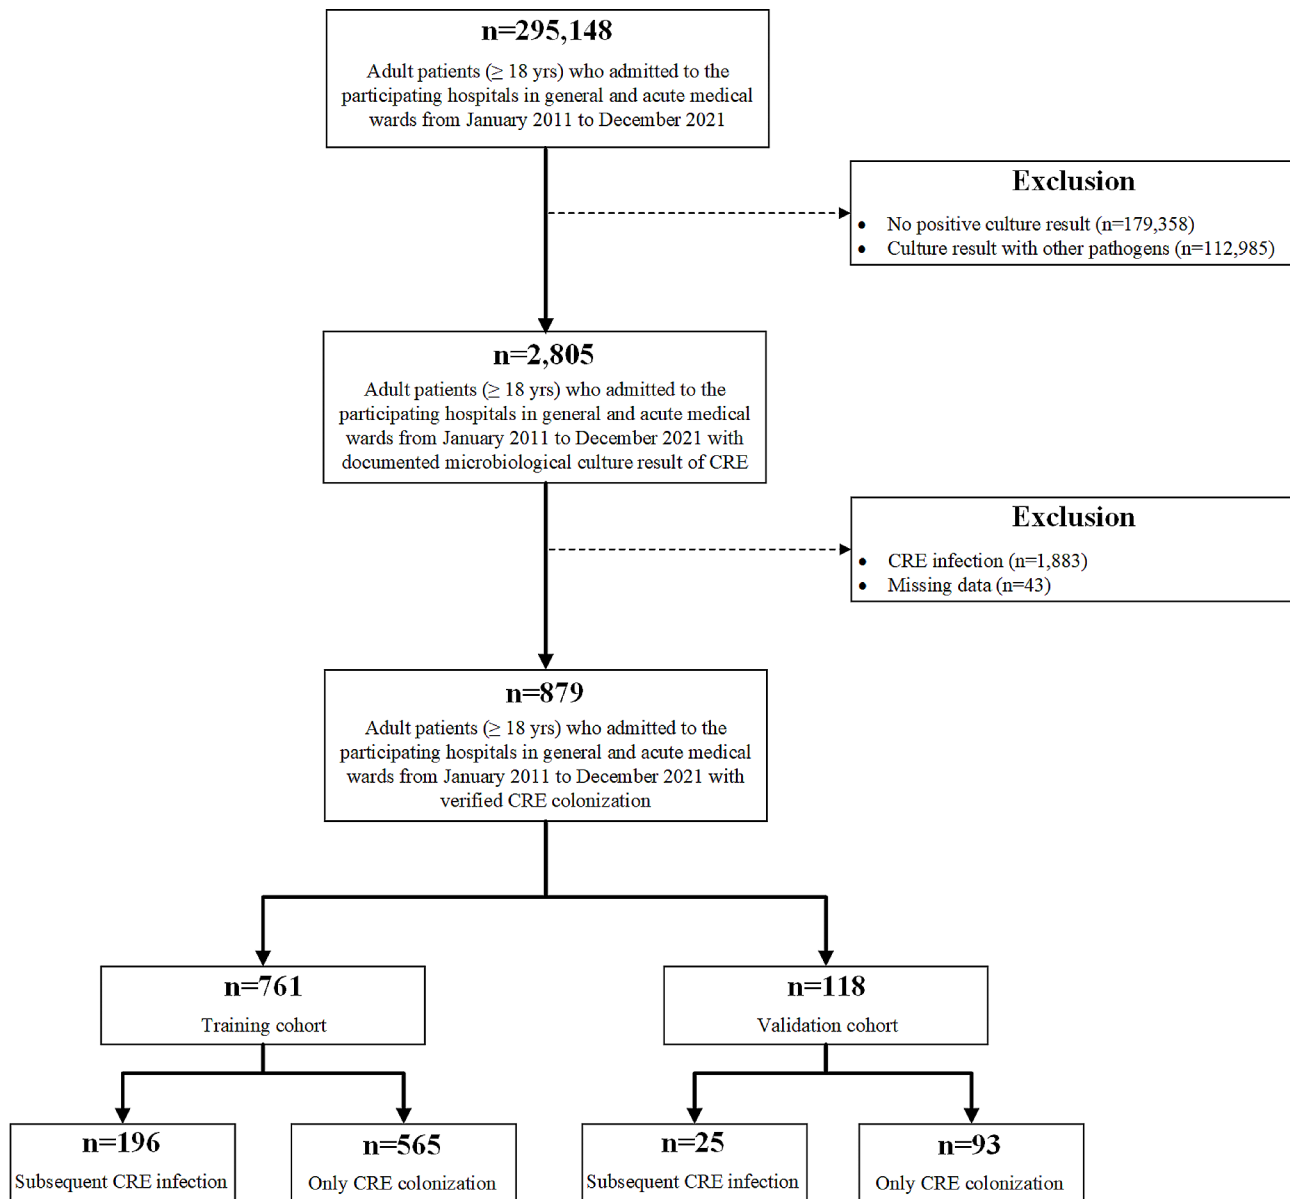 n=295,148
Adult patients (≥ 18 yrs) who admitted to the
participating hospitals in general and acute medical
wards from January 2011 to December 2021
Exclusion
• No positive culture result (n=179,358)
• Culture result with other pathogens (n=112,985)
n=2,805
Adult patients (≥ 18 yrs) who admitted to the
participating hospitals in general and acute medical
wards from January 2011 to December 2021 with
documented microbiological culture result of CRE
Exclusion
• CRE infection (n=1,883)
• Missing data (n=43)
n=879
Adult patients (≥ 18 yrs) who admitted to the
participating hospitals in general and acute medical
wards from January 2011 to December 2021 with
verified CRE colonization
n=761
Training cohort
n=118
Validation cohort
n=196
Subsequent CRE infection
n=565
Only CRE colonization
n=25
Subsequent CRE infection
n=93
Only CRE colonization